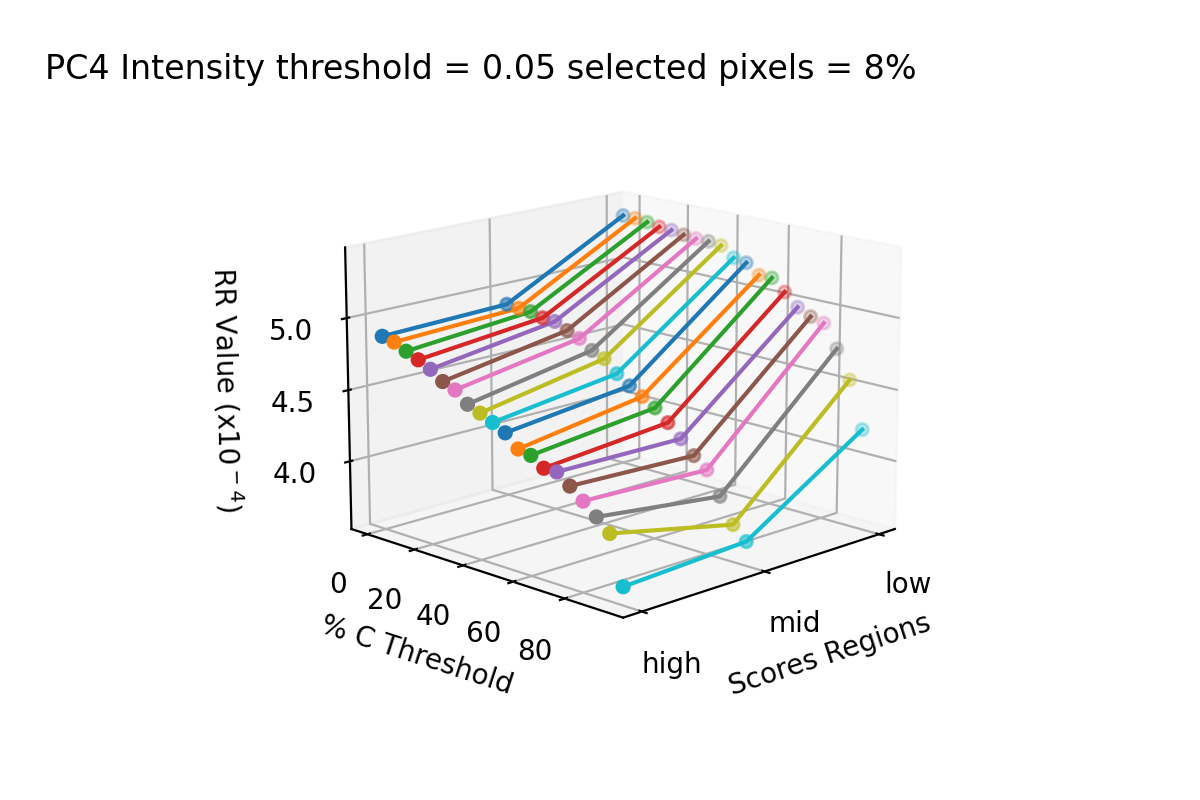 PC4 Intensity threshold = 0.05 selected pixels = 8%
RR Value (x10⁻⁴)
5.0
4.5
4.0
0
20
40
60
80
% C Threshold
high
mid
low
Scores Regions